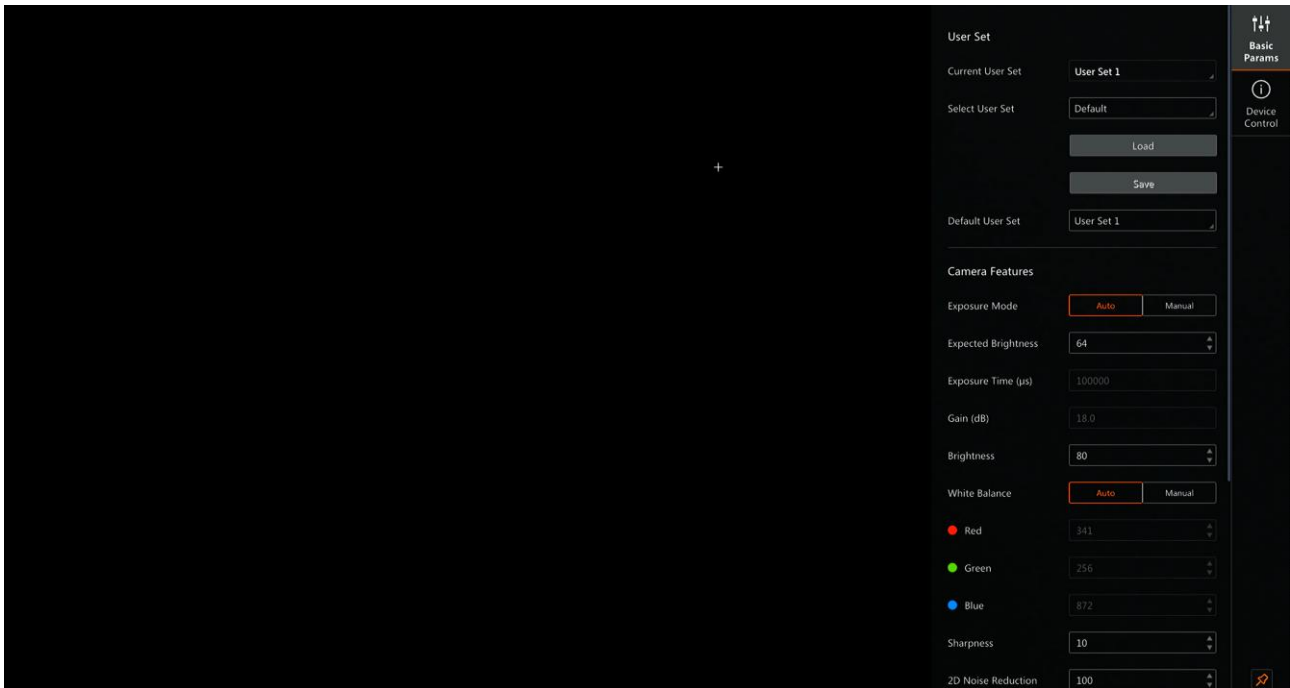 User Set
Current User Set User Set 1
Select User Set Default
Load
Save
Default User Set User Set 1
Camera Features
Exposure Mode Auto Manual
Expected Brightness 64
Exposure Time (μs) 100000
Gain (dB) 18.0
Brightness 80
White Balance Auto Manual
Red 341
Green 256
Blue 872
Sharpness 10
2D Noise Reduction 100
Basic
Params
Device
Control